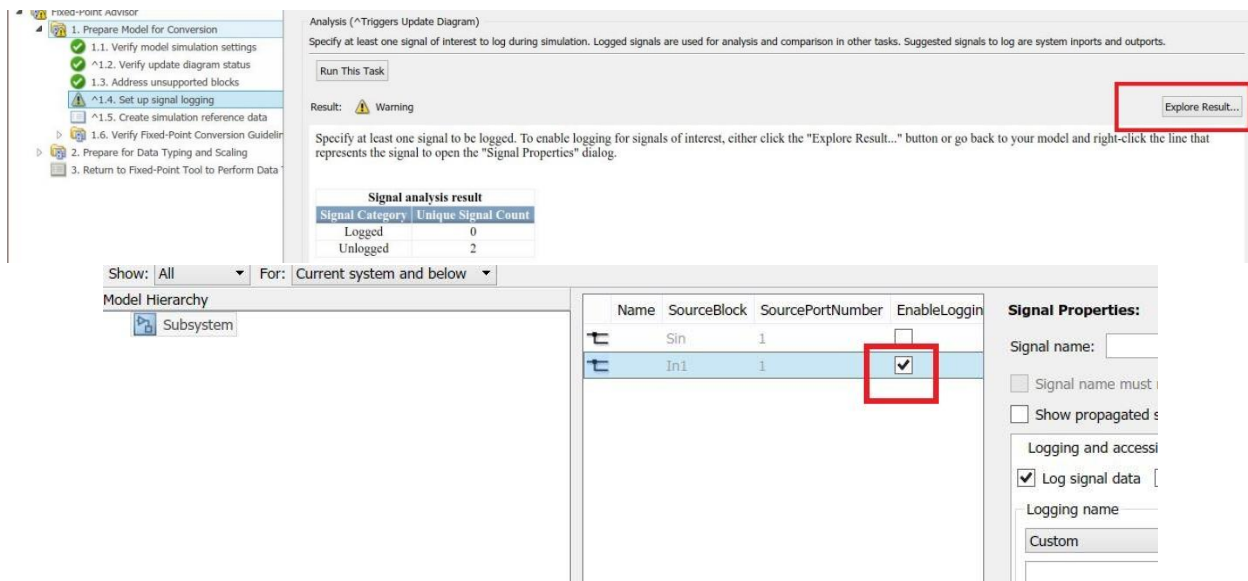 Fixed-Point Advisor
1. Prepare Model for Conversion
1.1. Verify model simulation settings
^1.2. Verify update diagram status
1.3. Address unsupported blocks
^1.4. Set up signal logging
^1.5. Create simulation reference data
1.6. Verify Fixed-Point Conversion Guidelin
2. Prepare for Data Typing and Scaling
3. Return to Fixed-Point Tool to Perform Data
Analysis (^Triggers Update Diagram)
Specify at least one signal of interest to log during simulation. Logged signals are used for analysis and comparison in other tasks. Suggested signals to log are system inports and outports.
Run This Task
Result: Warning
Explore Result...
Specify at least one signal to be logged. To enable logging for signals of interest, either click the "Explore Result..." button or go back to your model and right-click the line that
represents the signal to open the "Signal Properties" dialog.
Signal analysis result
Signal Category Unique Signal Count
Logged 0
Unlogged 2
Show: All For: Current system and below
Model Hierarchy
Subsystem
Name SourceBlock SourcePortNumber EnableLoggin
Sin 1
In1 1
Signal Properties:
Signal name:
Signal name must
Show propagated s
Logging and accessi
Log signal data
Logging name
Custom